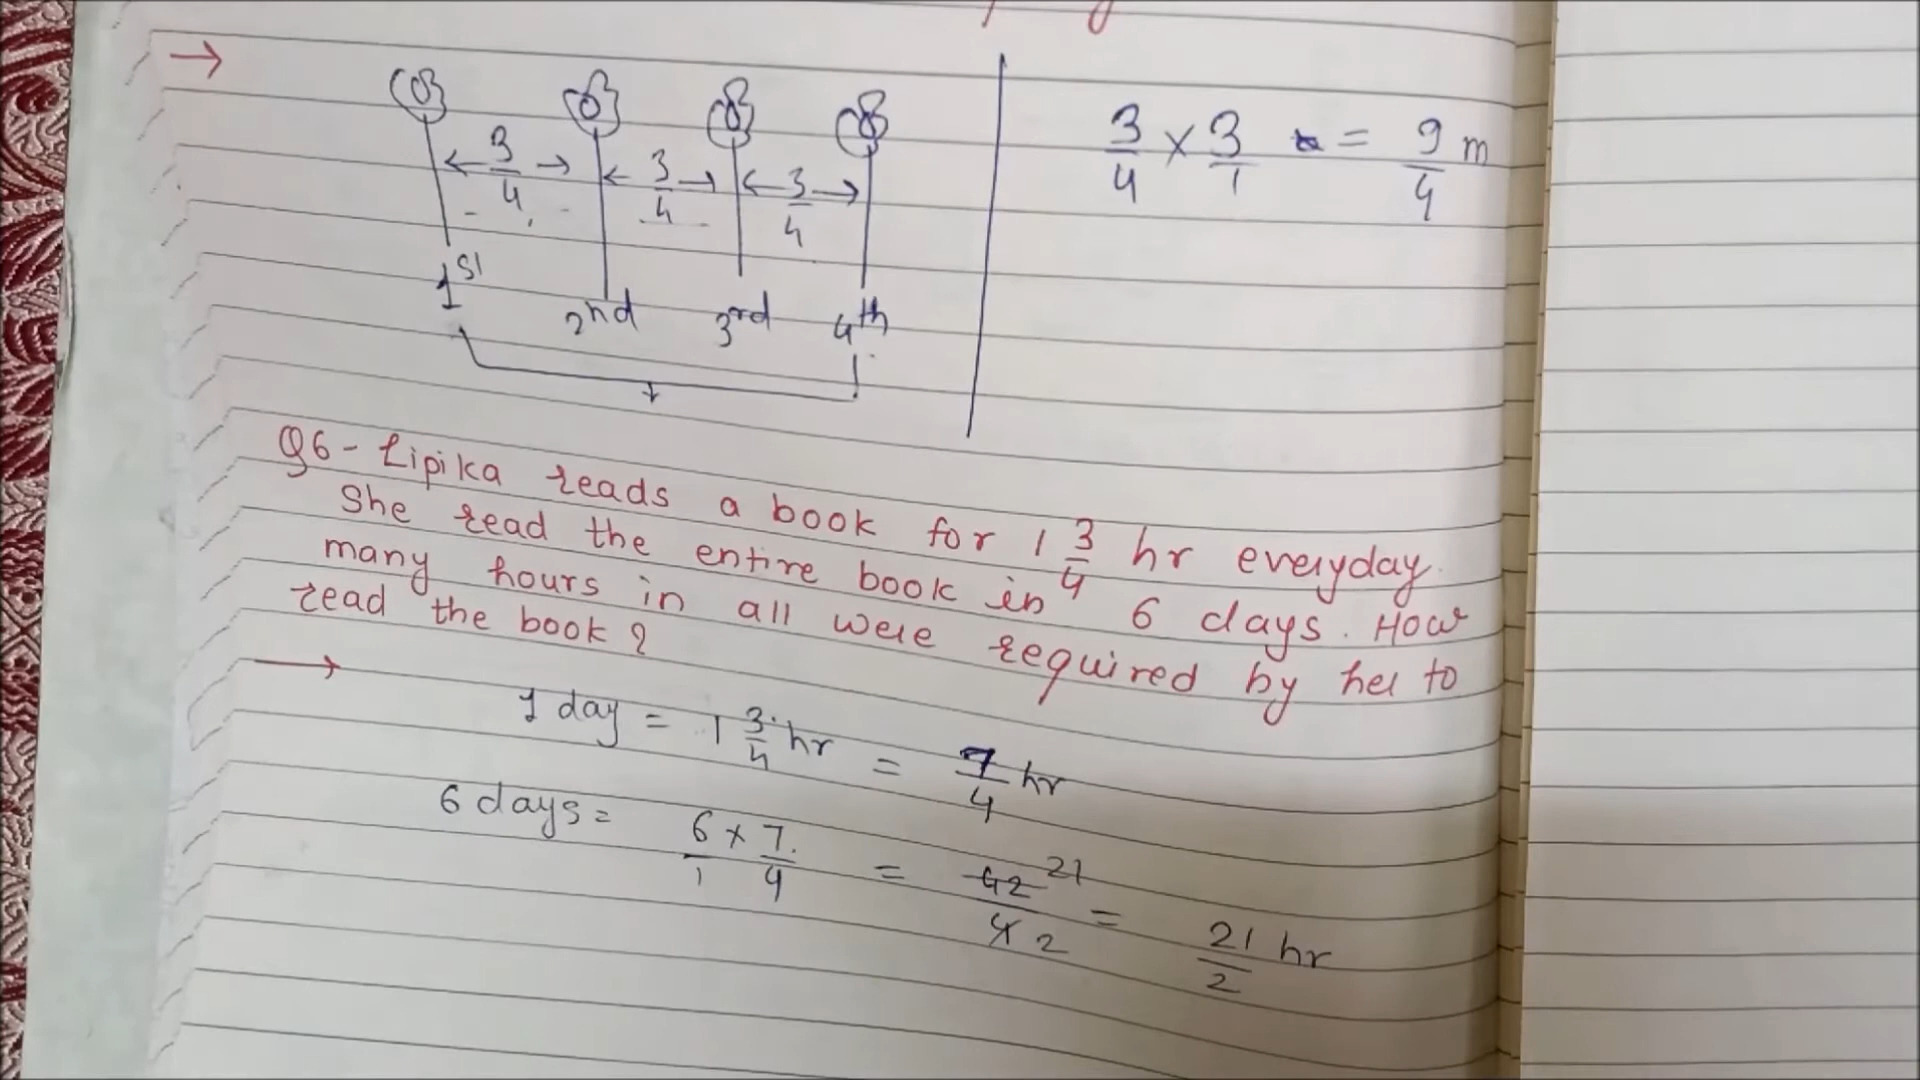 3/4 3/4 3/4
1st 2nd 3rd 4th
3/4 × 3/1 = 9/4 m
Q6- Lipika reads a book for 1 3/4 hr everyday.
She read the entire book in 6 days. How
many hours in all were required by her to
read the book?
1 day = 1 3/4 hr = 7/4 hr
6 days = 6/1 × 7/4 = 42/4 21 2 = 21/2 hr